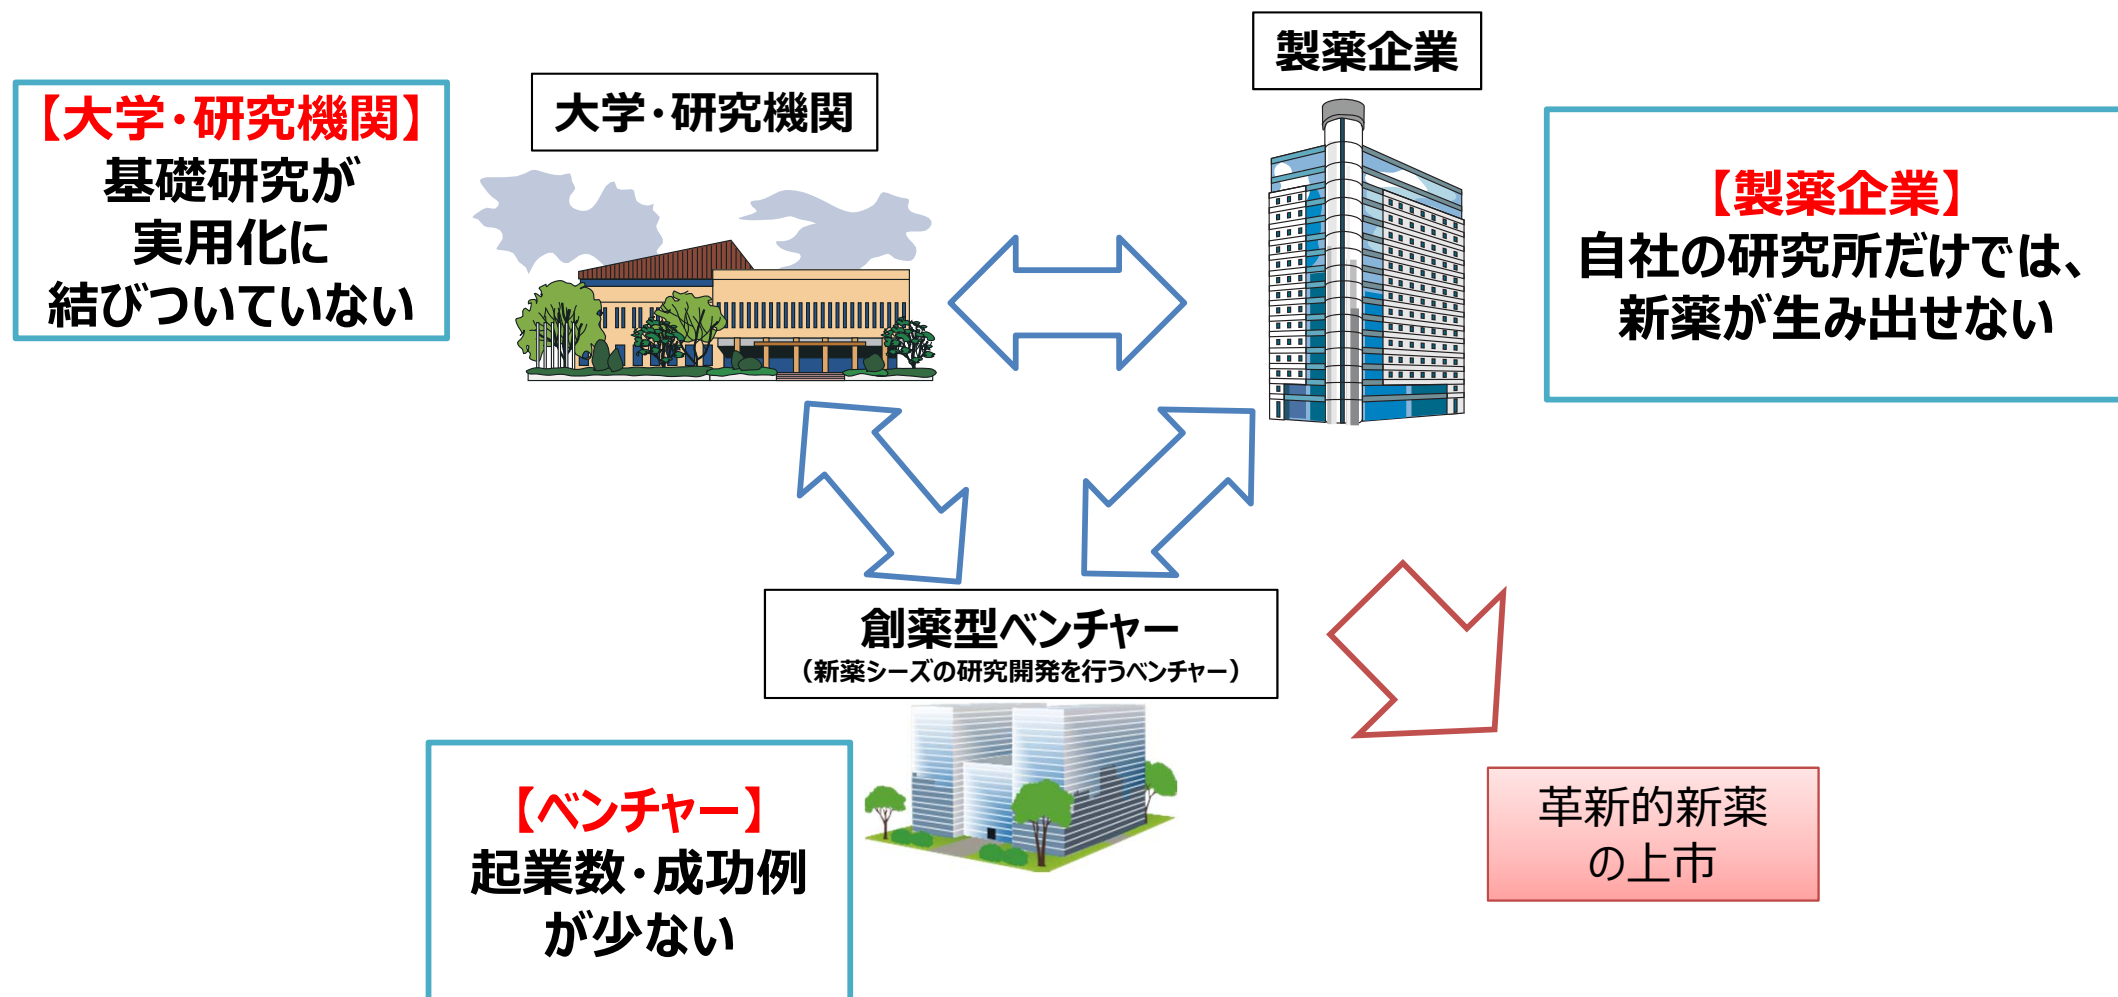 製薬企業
大学・研究機関
【大学・研究機関】
基礎研究が
実用化に
結びついていない
【製薬企業】
自社の研究所だけでは、
新薬が生み出せない
創薬型ベンチャー
（新薬シーズの研究開発を行うベンチャー）
【ベンチャー】
起業数・成功例
が少ない
革新的新薬
の上市